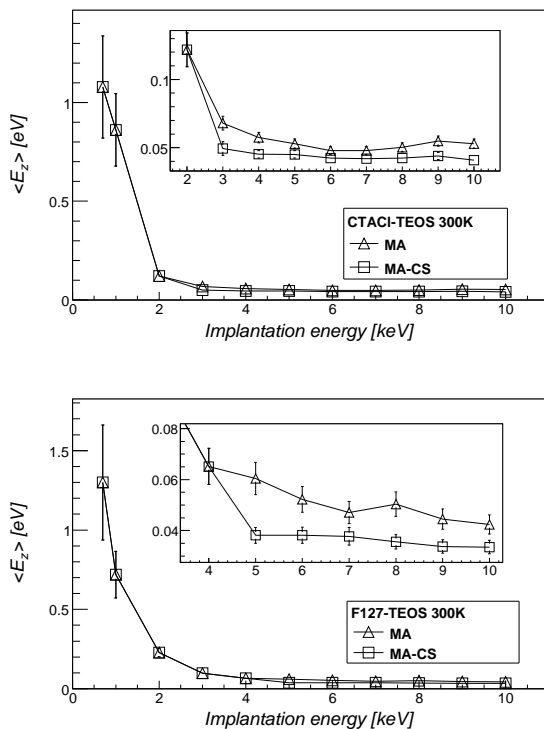 <E_z> [eV]
1
0.5
0
0.1
0.05
2 3 4 5 6 7 8 9 10
CTACl-TEOS 300K
MA
MA-CS
0 2 4 6 8 10
Implantation energy [keV]
<E_z> [eV]
1.5
1
0.5
0
0.08
0.06
0.04
4 5 6 7 8 9 10
F127-TEOS 300K
MA
MA-CS
0 2 4 6 8 10
Implantation energy [keV]